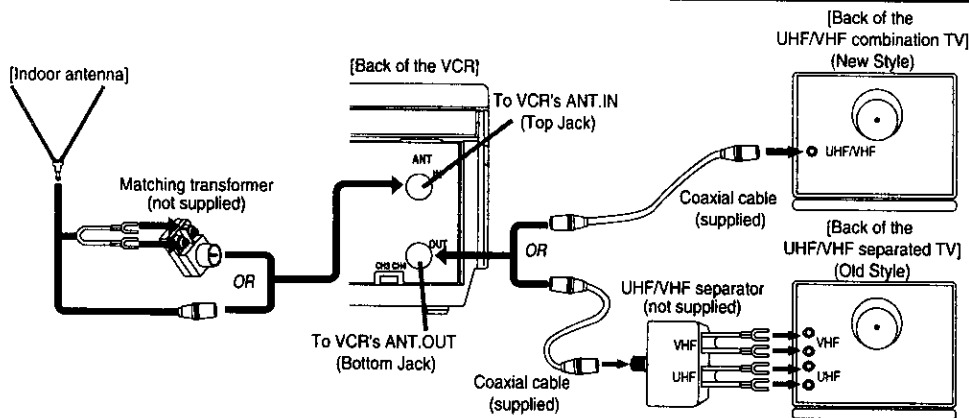 [Indoor antenna]
Matching transformer
(not supplied)
OR
[Back of the VCR]
To VCR's ANT.IN
(Top Jack)
ANT
IN
OUT
CH3 CH4
To VCR's ANT.OUT
(Bottom Jack)
OR
Coaxial cable
(supplied)
[Back of the
UHF/VHF combination TV]
(New Style)
UHF/VHF
Coaxial cable
(supplied)
UHF/VHF separator
(not supplied)
VHF
UHF
[Back of the
UHF/VHF separated TV]
(Old Style)
VHF
UHF